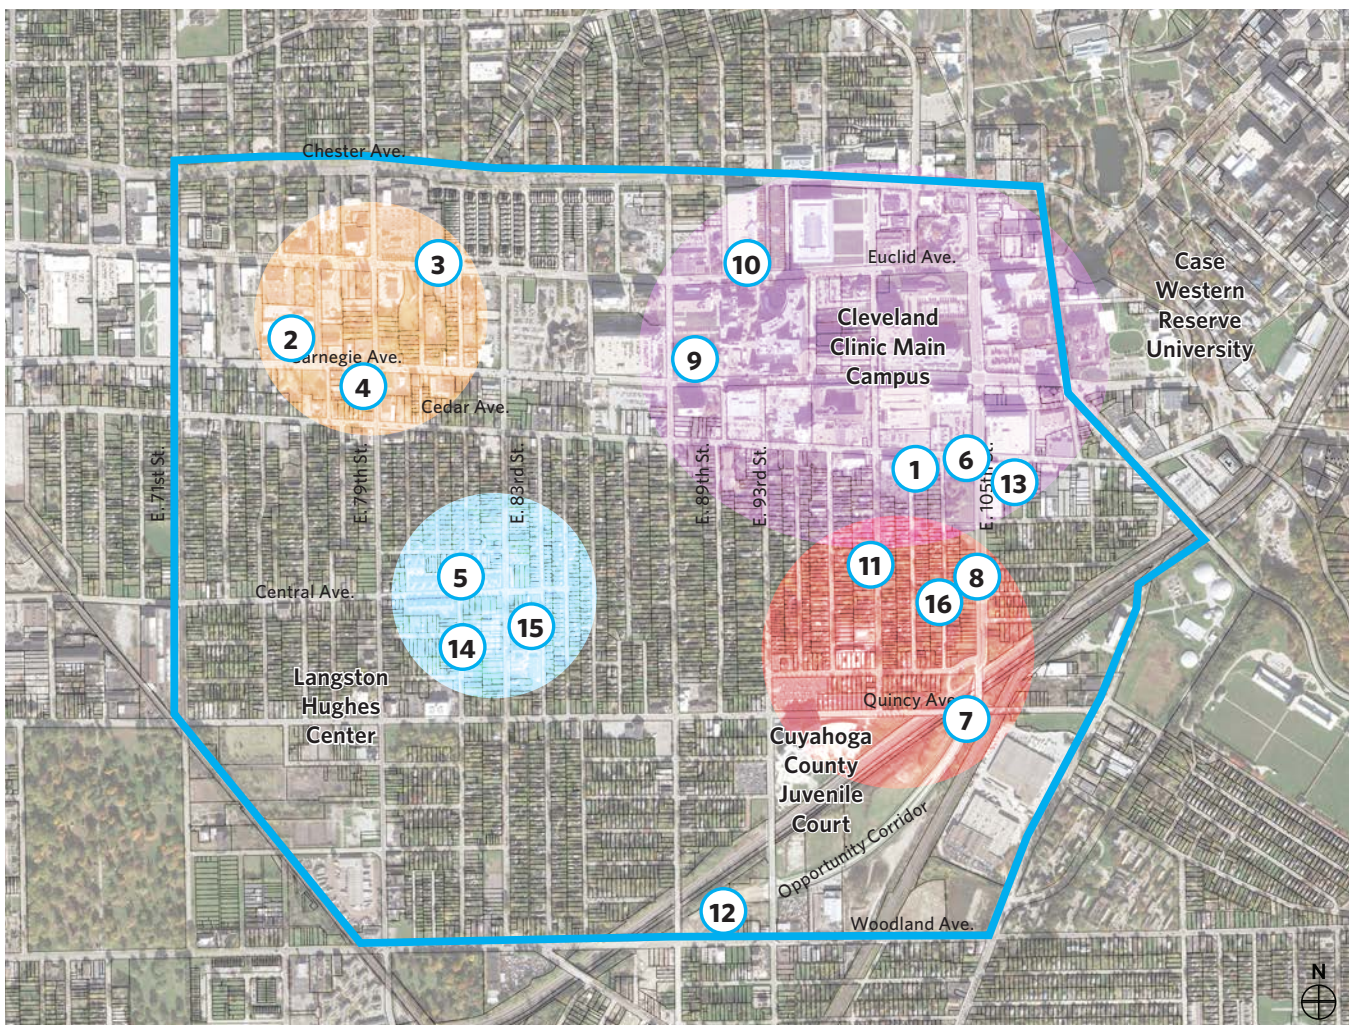 Chester Ave.
3
10
Euclid Ave.
Case
Western
Reserve
University
2
Carnegie Ave.
9
Cleveland
Clinic Main
Campus
4
Cedar Ave.
E. 71st St.
E. 79th St.
E. 83rd St.
E. 89th St.
E. 93rd St.
1
6
E. 105th St.
13
5
Central Ave.
11
8
16
14
15
Langston
Hughes
Center
Quincy Ave.
7
Cuyahoga
County
Juvenile
Court
Opportunity Corridor
12
Woodland Ave.
N